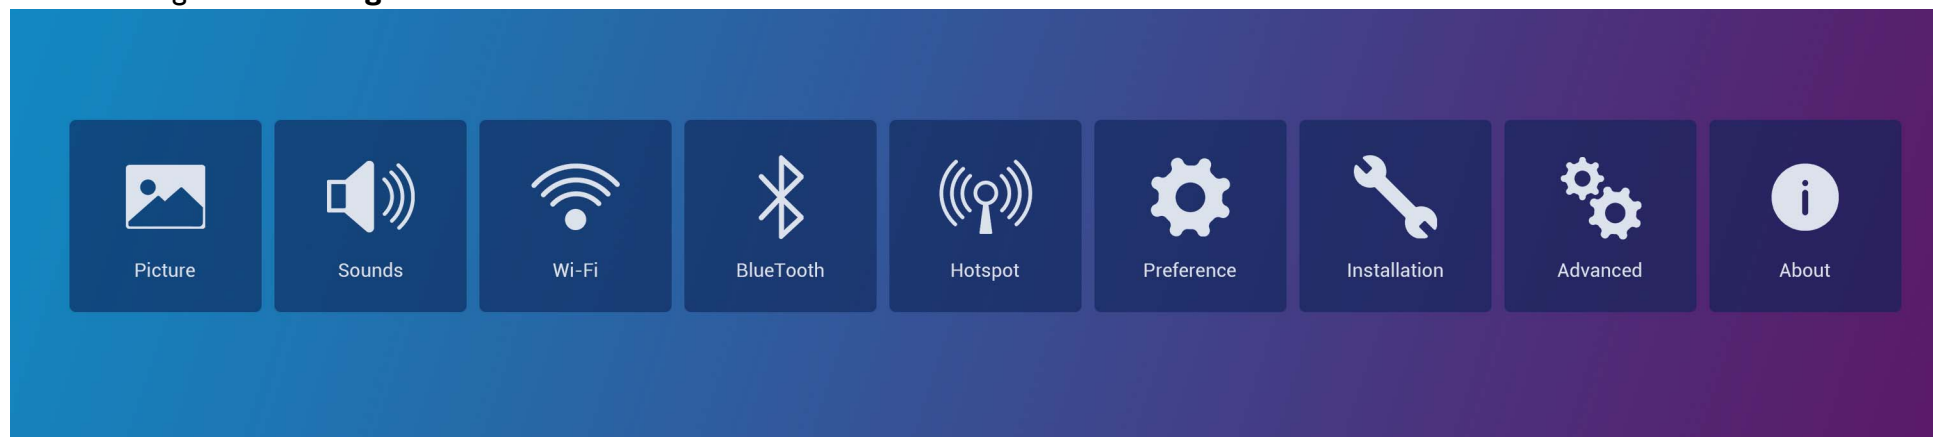 Picture
Sounds
Wi-Fi
BlueTooth
Hotspot
Preference
Installation
Advanced
About